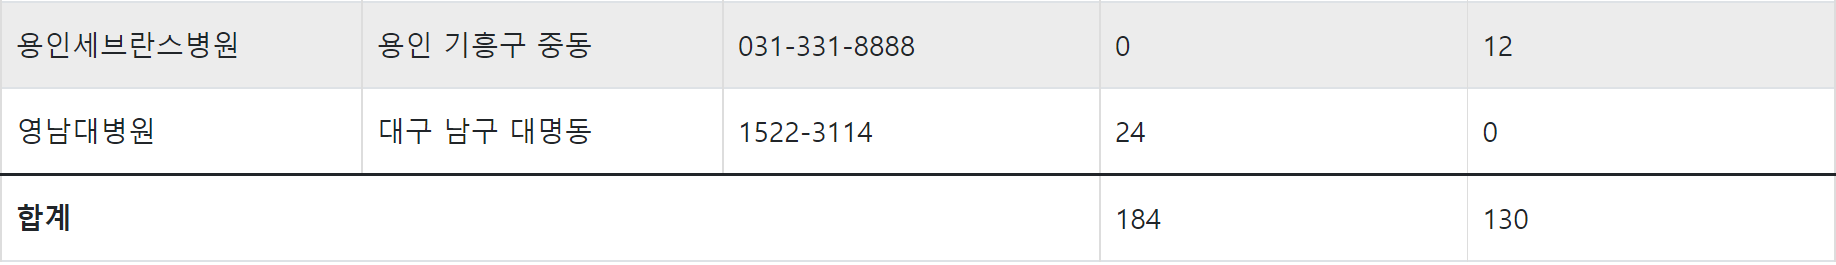 용인세브란스병원 용인 기흥구 중동 031-331-8888 0 12
영남대병원 대구 남구 대명동 1522-3114 24 0
합계 184 130